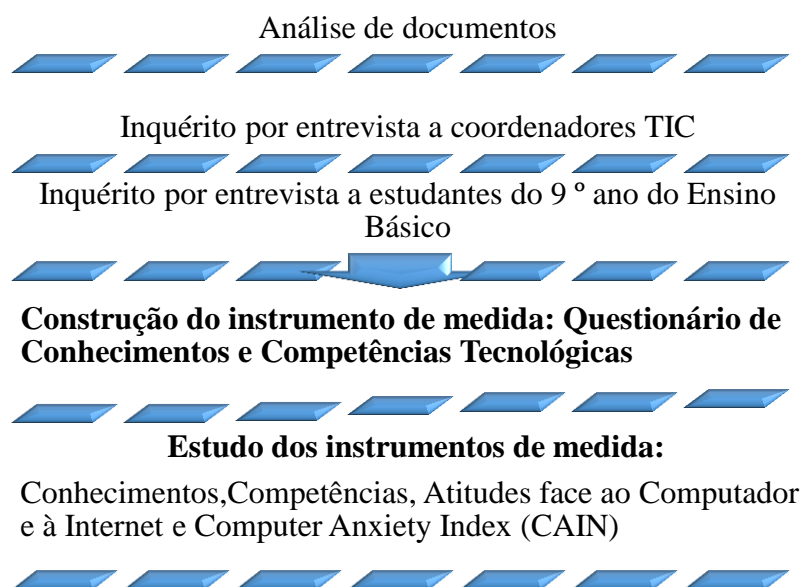 Análise de documentos
Inquérito por entrevista a coordenadores TIC
Inquérito por entrevista a estudantes do 9 º ano do Ensino
Básico
Construção do instrumento de medida: Questionário de
Conhecimentos e Competências Tecnológicas
Estudo dos instrumentos de medida:
Conhecimentos,Competências, Atitudes face ao Computador
e à Internet e Computer Anxiety Index (CAIN)